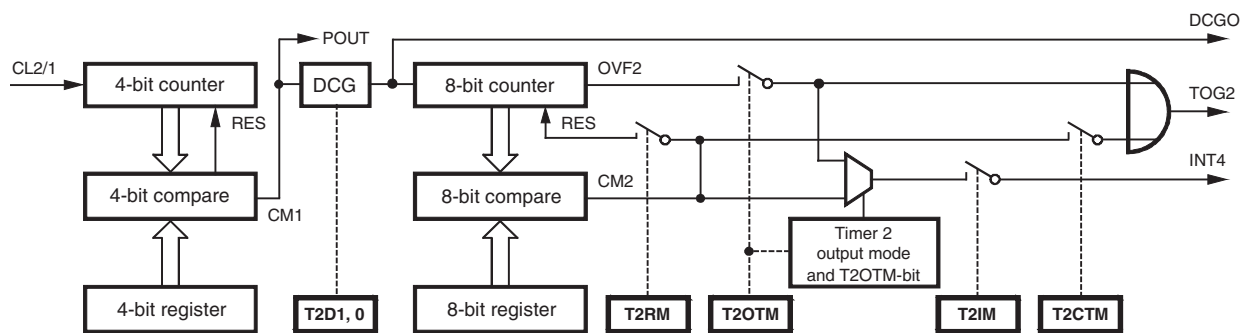 DCGO
POUT
CL2/1
4-bit counter
DCG
8-bit counter
OVF2
TOG2
RES
RES
INT4
4-bit compare
CM1
8-bit compare
CM2
Timer 2
output mode
and T2OTM-bit
4-bit register
T2D1, 0
8-bit register
T2RM
T2OTM
T2IM
T2CTM